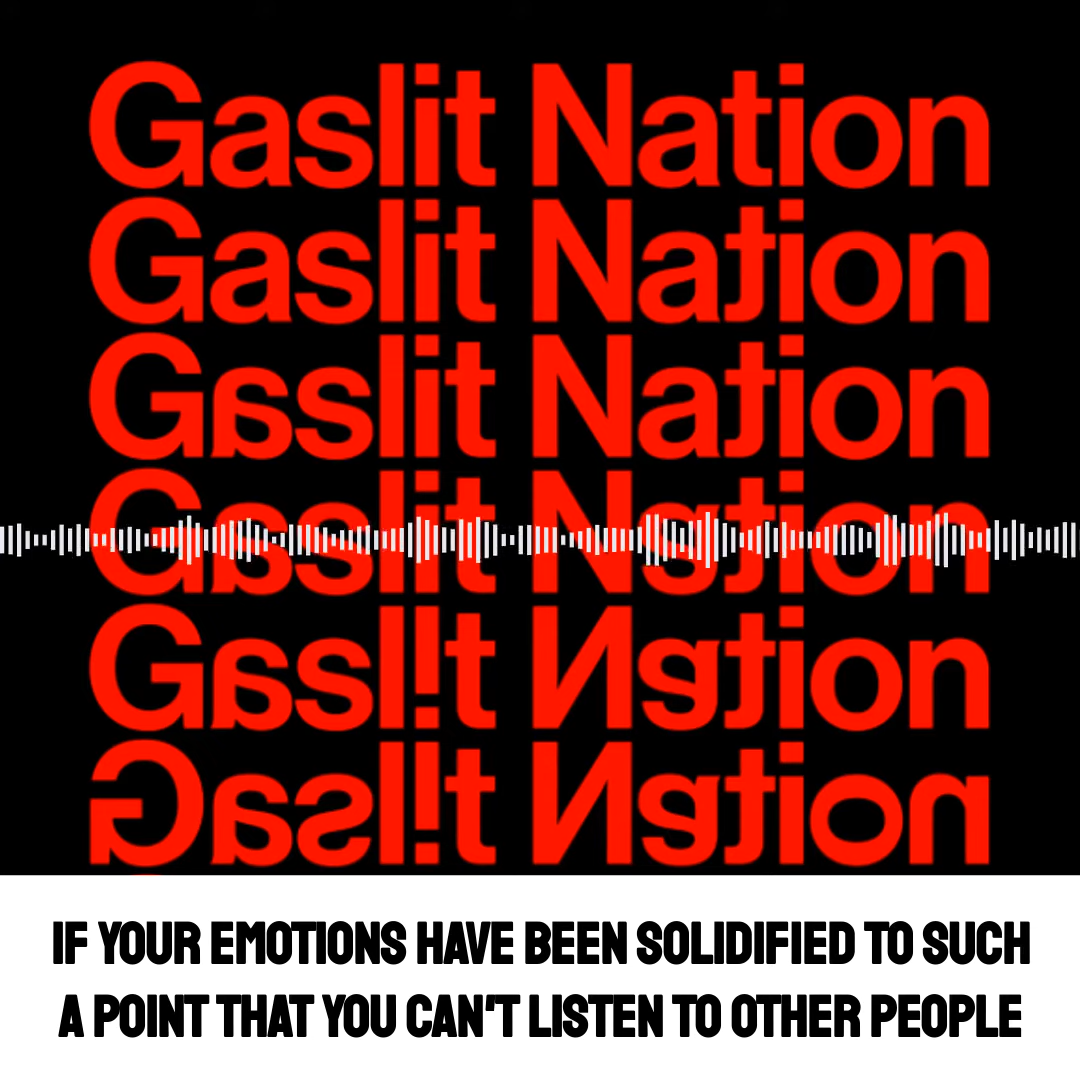 Gaslit Nation
Gaslit Nation
Gaslit Nation
Gaslit Nation
Gaslit Nation
Gaslit Nation
IF YOUR EMOTIONS HAVE BEEN SOLIDIFIED TO SUCH
A POINT THAT YOU CAN'T LISTEN TO OTHER PEOPLE